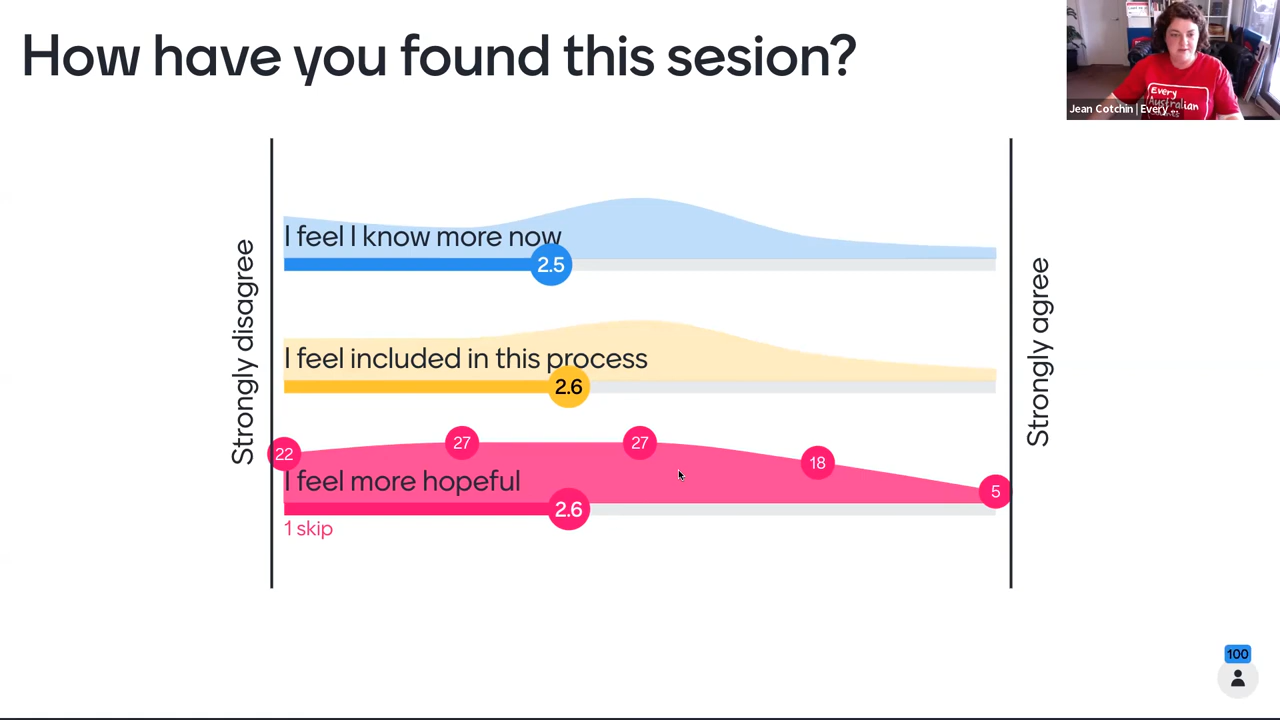 How have you found this sesion?
Every
Australian
Jean Cotchin | Every ...
Strongly disagree
I feel I know more now
2.5
I feel included in this process
2.6
22
27
27
18
5
I feel more hopeful
2.6
1 skip
Strongly agree
100